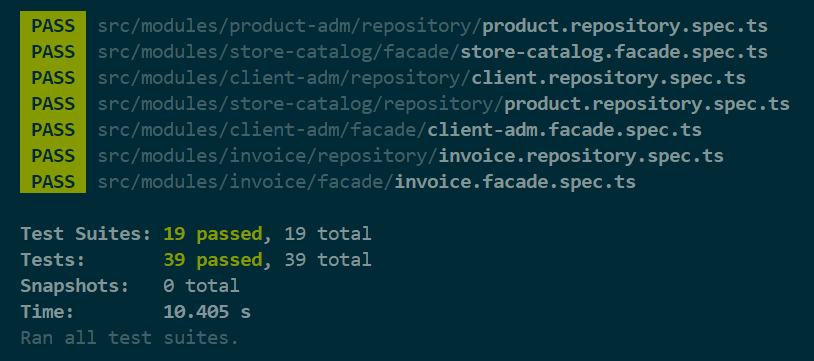 PASS src/modules/product-adm/repository/product.repository.spec.ts
PASS src/modules/store-catalog/facade/store-catalog.facade.spec.ts
PASS src/modules/client-adm/repository/client.repository.spec.ts
PASS src/modules/store-catalog/repository/product.repository.spec.ts
PASS src/modules/client-adm/facade/client-adm.facade.spec.ts
PASS src/modules/invoice/repository/invoice.repository.spec.ts
PASS src/modules/invoice/facade/invoice.facade.spec.ts
Test Suites: 19 passed, 19 total
Tests: 39 passed, 39 total
Snapshots: 0 total
Time: 10.405 s
Ran all test suites.